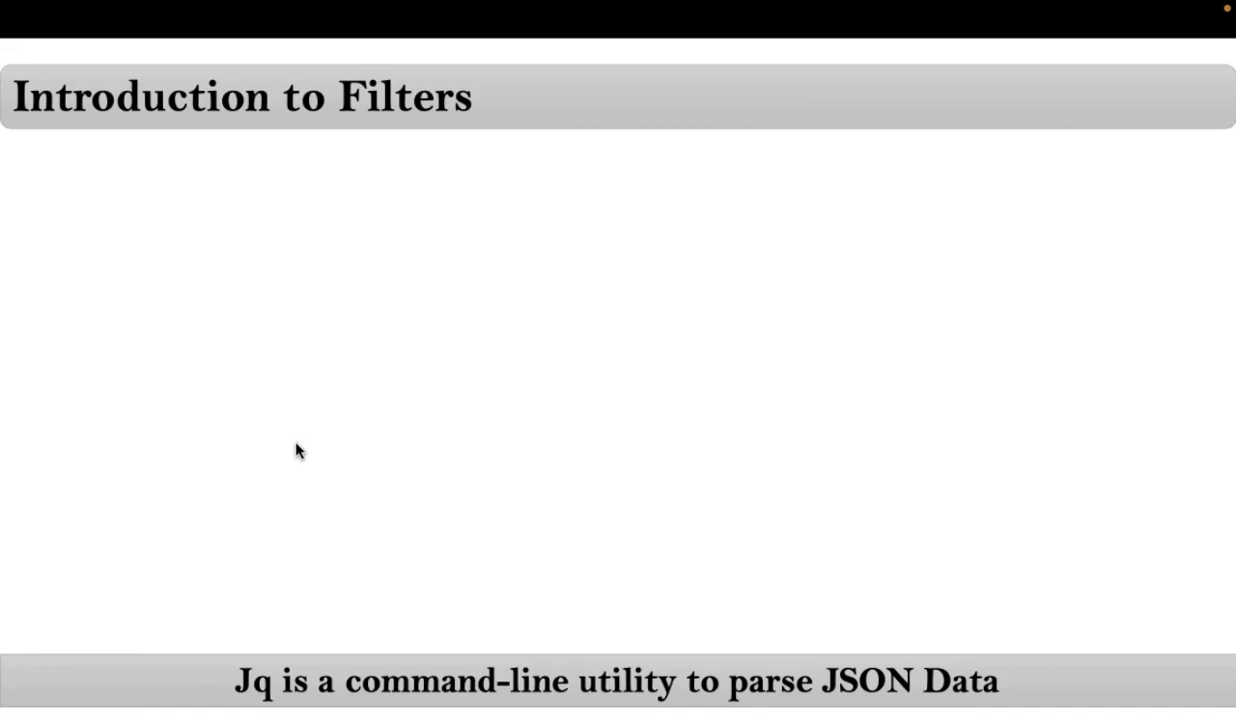 Introduction to Filters
Jq is a command-line utility to parse JSON Data